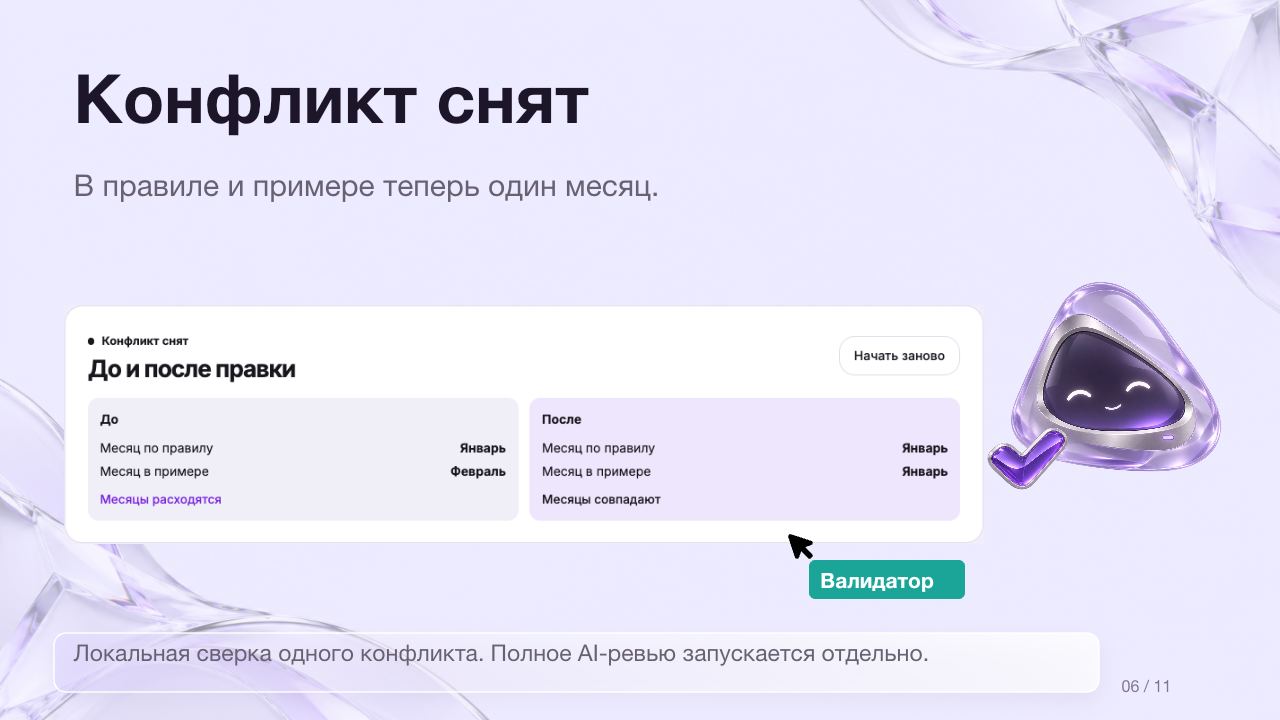 Конфликт снят
В правиле и примере теперь один месяц.
Конфликт снят
До и после правки
Начать заново
До
Месяц по правилу Январь
Месяц в примере Февраль
Месяцы расходятся
После
Месяц по правилу Январь
Месяц в примере Январь
Месяцы совпадают
Валидатор
Локальная сверка одного конфликта. Полное AI-ревью запускается отдельно.
06 / 11